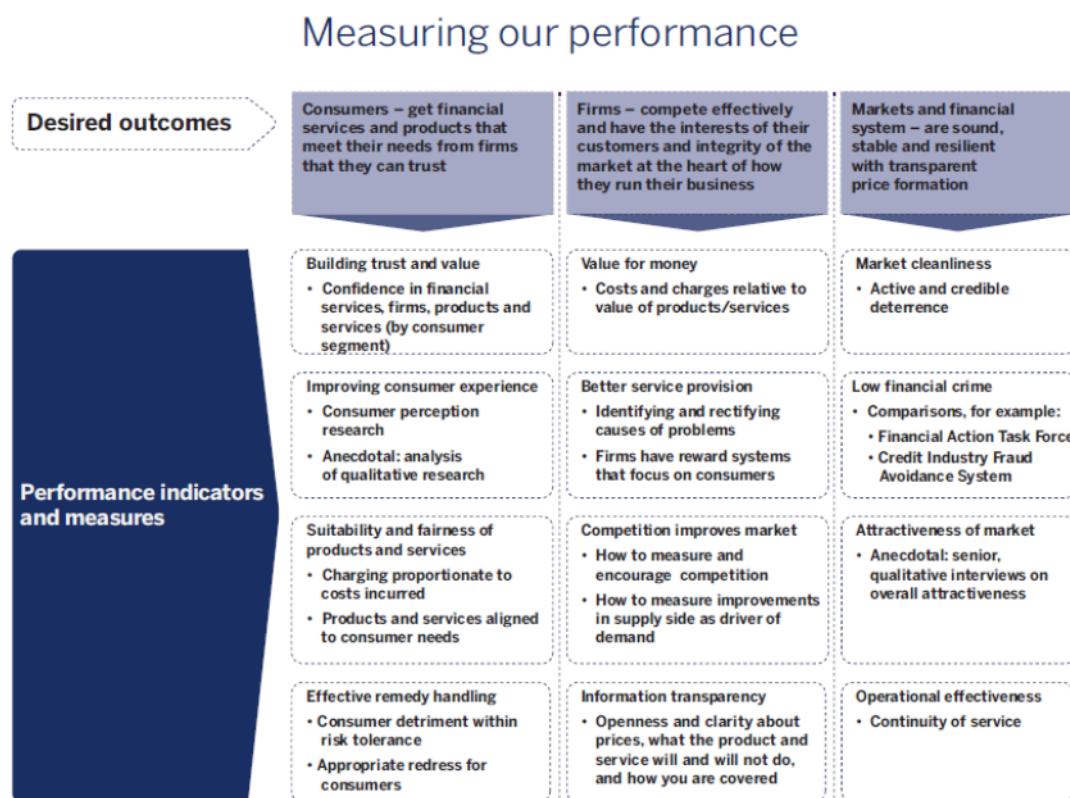 Measuring our performance
Desired outcomes
Consumers – get financial
services and products that
meet their needs from firms
that they can trust
Firms – compete effectively
and have the interests of their
customers and integrity of the
market at the heart of how
they run their business
Markets and financial
system – are sound,
stable and resilient
with transparent
price formation
Performance indicators
and measures
Building trust and value
• Confidence in financial
services, firms, products and
services (by consumer
segment)
Value for money
• Costs and charges relative to
value of products/services
Market cleanliness
• Active and credible
deterrence
Improving consumer experience
• Consumer perception
research
• Anecdotal: analysis
of qualitative research
Better service provision
• Identifying and rectifying
causes of problems
• Firms have reward systems
that focus on consumers
Low financial crime
• Comparisons, for example:
• Financial Action Task Force
• Credit Industry Fraud
Avoidance System
Suitability and fairness of
products and services
• Charging proportionate to
costs incurred
• Products and services aligned
to consumer needs
Competition improves market
• How to measure and
encourage competition
• How to measure improvements
in supply side as driver of
demand
Attractiveness of market
• Anecdotal: senior,
qualitative interviews on
overall attractiveness
Effective remedy handling
• Consumer detriment within
risk tolerance
• Appropriate redress for
consumers
Information transparency
• Openness and clarity about
prices, what the product and
service will and will not do,
and how you are covered
Operational effectiveness
• Continuity of service